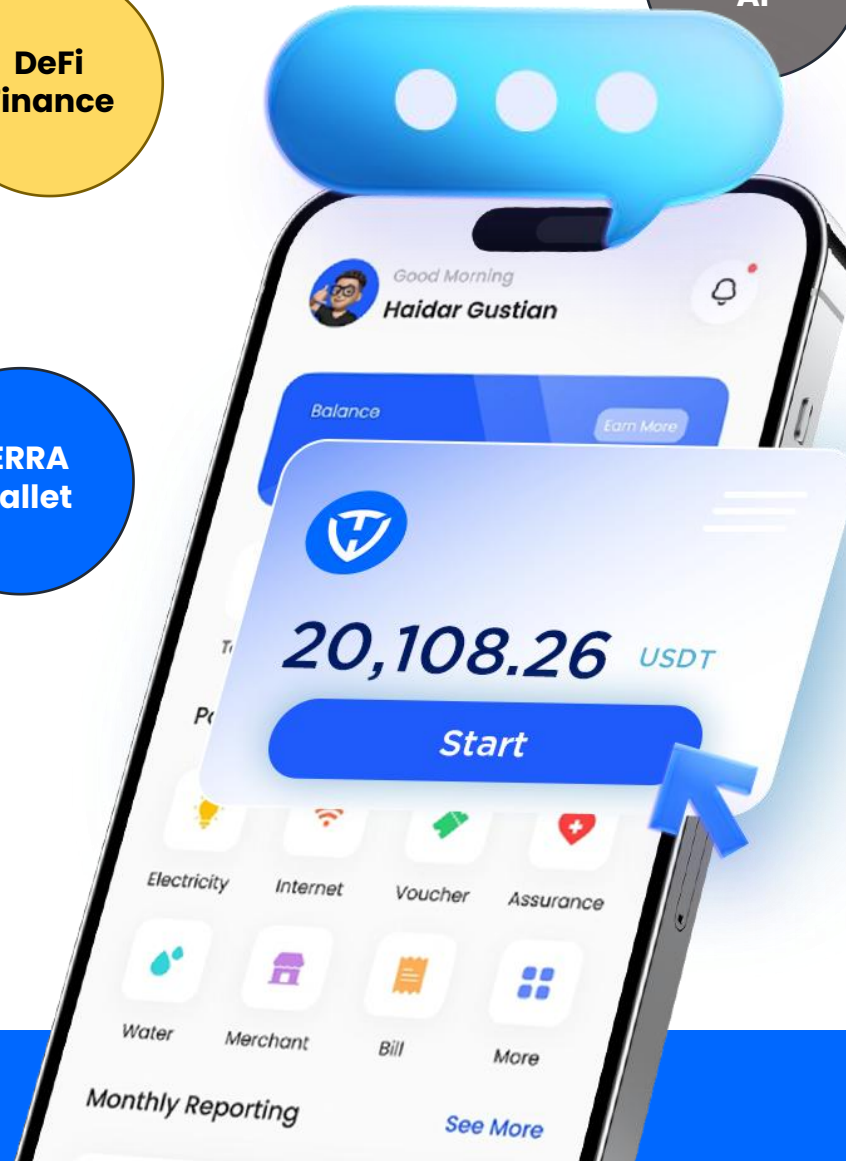 AI
DeFi
inance
Good Morning
Haidar Gustian
Balance
Earn More
ERRA
allet
20,108.26 USDT
Start
Electricity
Internet
Voucher
Assurance
Water
Merchant
Bill
More
Monthly Reporting
See More